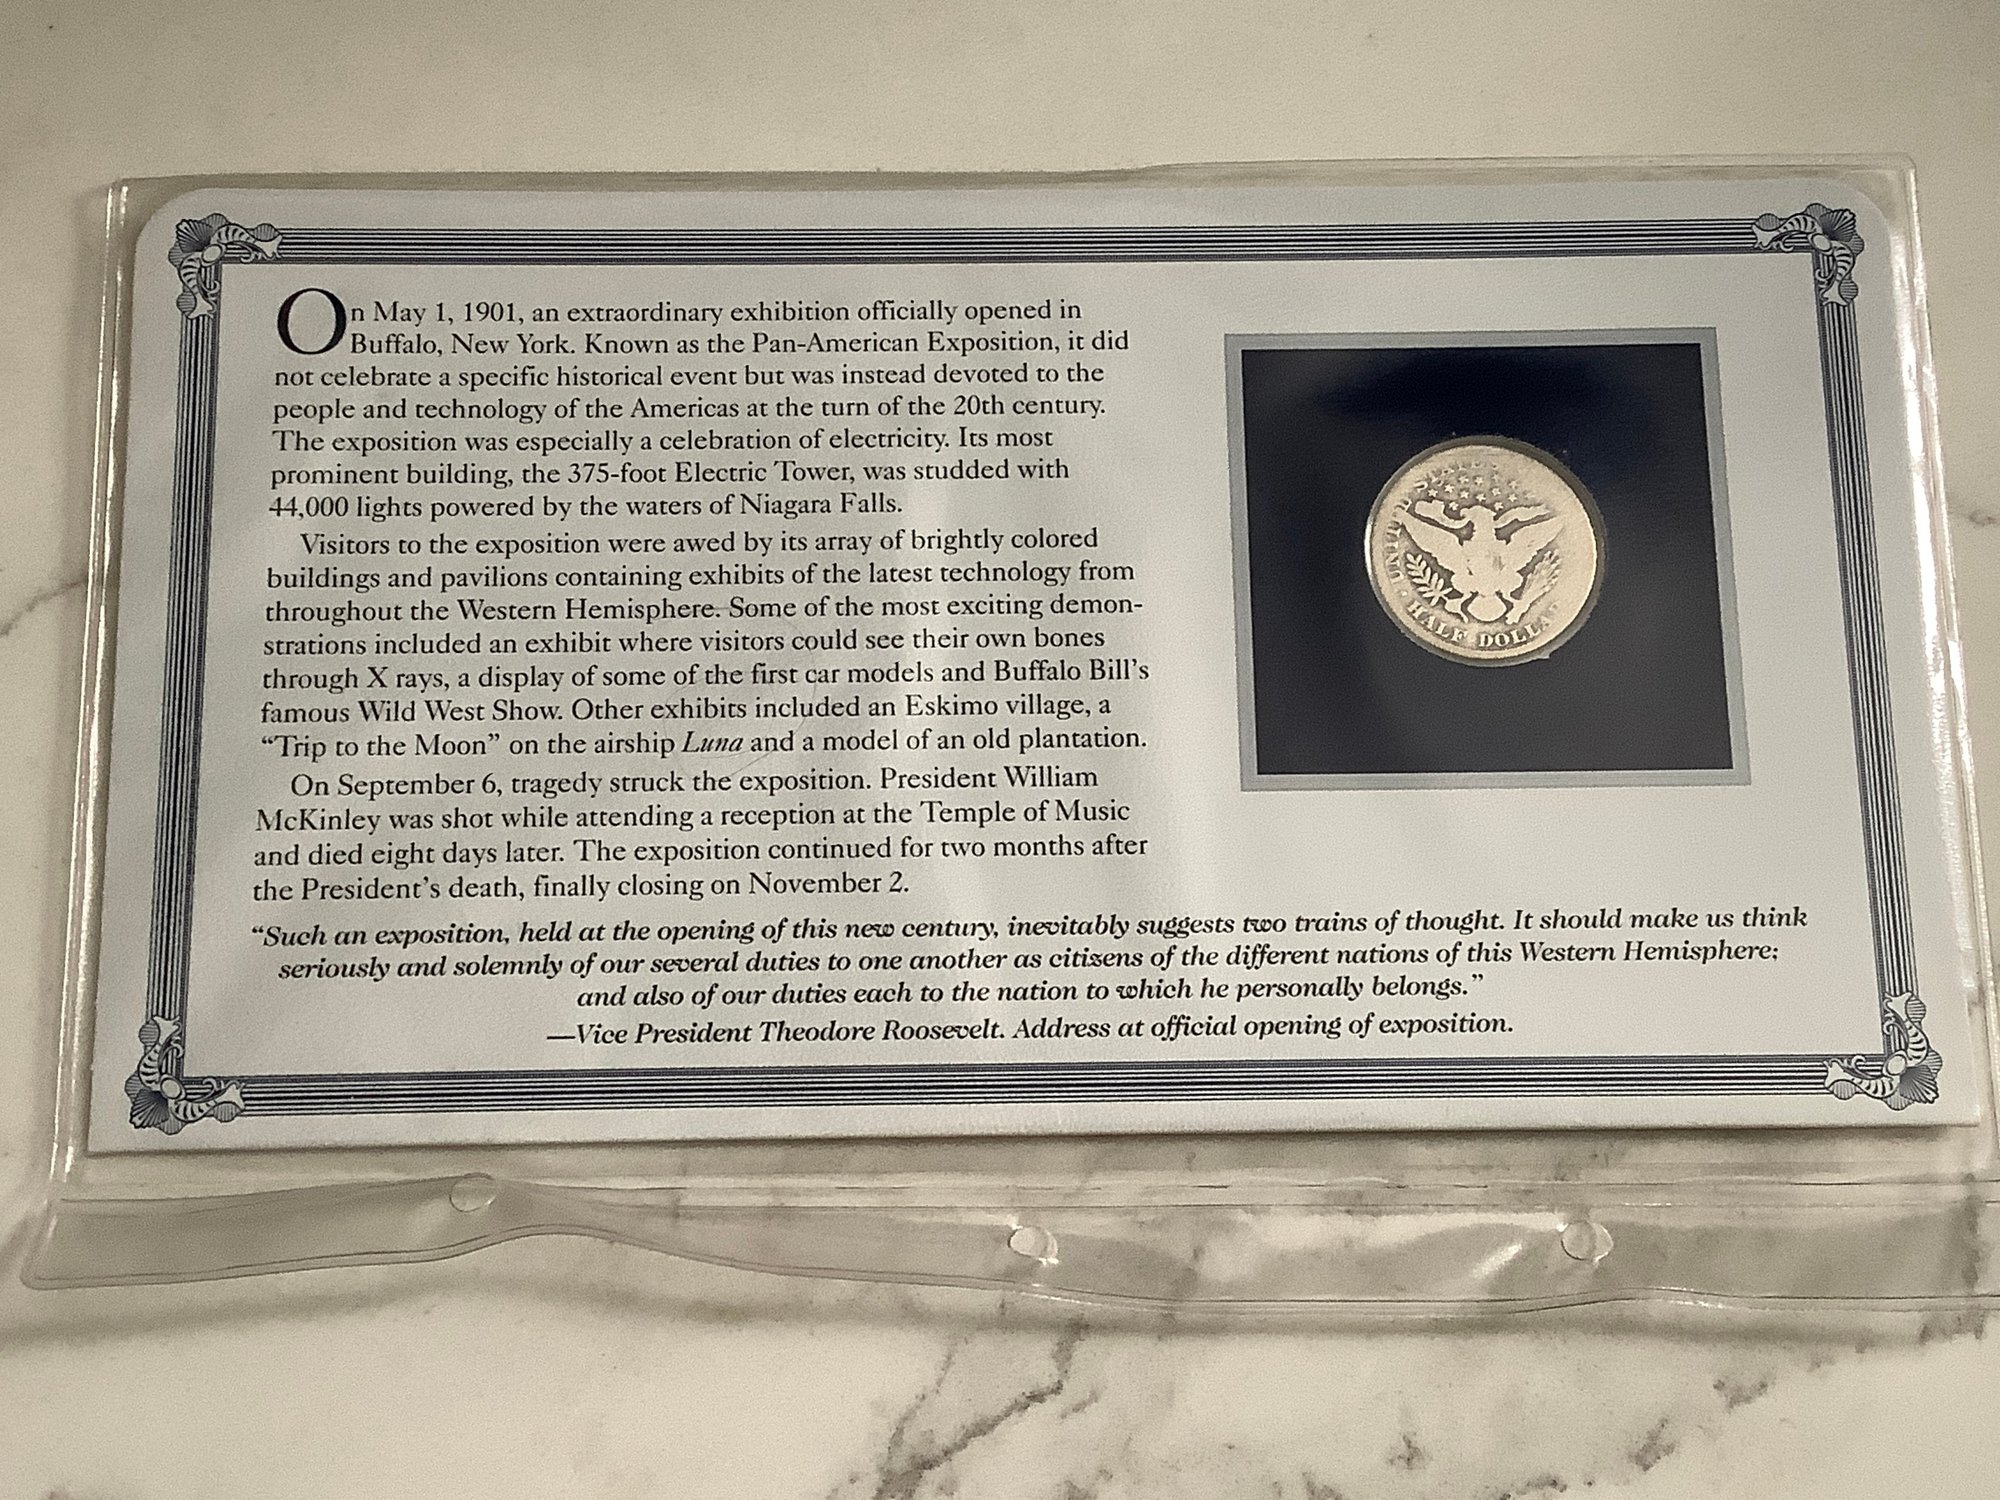 On May 1, 1901, an extraordinary exhibition officially opened in
Buffalo, New York. Known as the Pan-American Exposition, it did
not celebrate a specific historical event but was instead devoted to the
people and technology of the Americas at the turn of the 20th century.
The exposition was especially a celebration of electricity. Its most
prominent building, the 375-foot Electric Tower, was studded with
44,000 lights powered by the waters of Niagara Falls.
Visitors to the exposition were awed by its array of brightly colored
buildings and pavilions containing exhibits of the latest technology from
throughout the Western Hemisphere. Some of the most exciting demon-
strations included an exhibit where visitors could see their own bones
through X rays, a display of some of the first car models and Buffalo Bill's
famous Wild West Show. Other exhibits included an Eskimo village, a
“Trip to the Moon” on the airship Luna and a model of an old plantation.
On September 6, tragedy struck the exposition. President William
McKinley was shot while attending a reception at the Temple of Music
and died eight days later. The exposition continued for two months after
the President's death, finally closing on November 2.
“Such an exposition, held at the opening of this new century, inevitably suggests two trains of thought. It should make us think
seriously and solemnly of our several duties to one another as citizens of the different nations of this Western Hemisphere;
and also of our duties each to the nation to which he personally belongs.”
—Vice President Theodore Roosevelt. Address at official opening of exposition.
UNITED STATES
HALF DOLLA